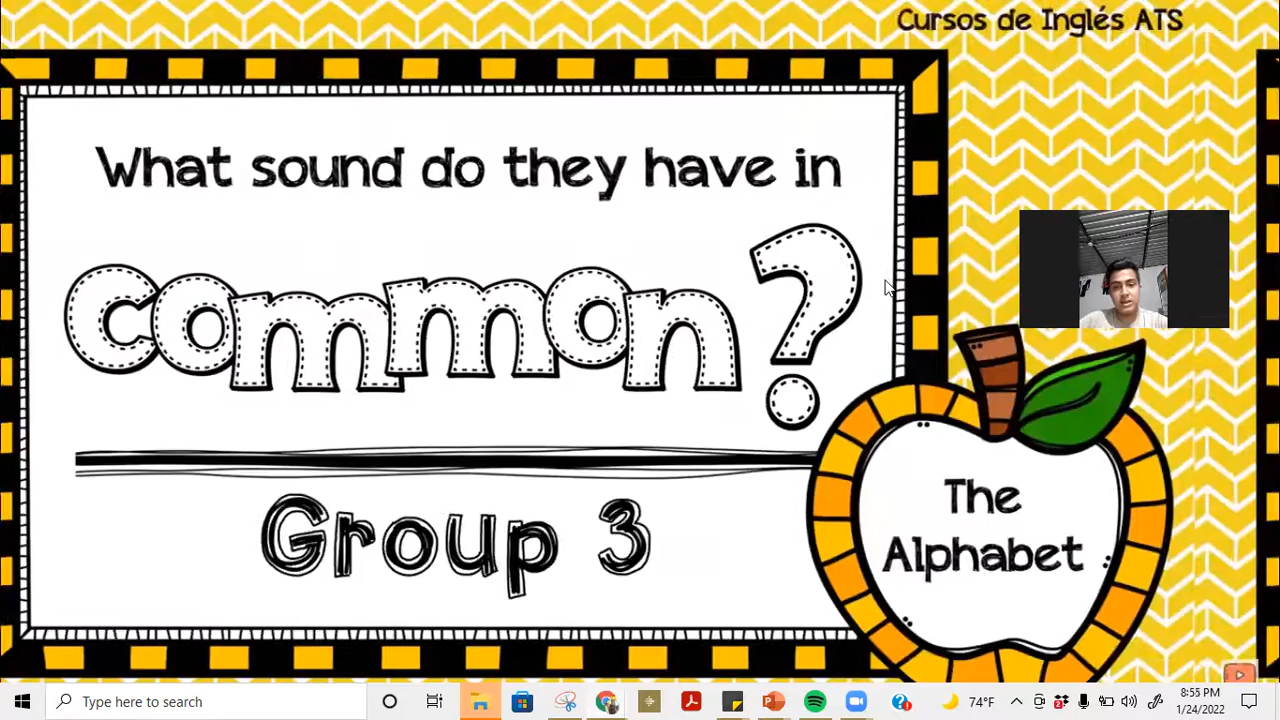 Cursos de Inglés ATS
What sound do they have in
common?
Group 3
The
Alphabet
Type here to search
74°F
8:55 PM
1/24/2022